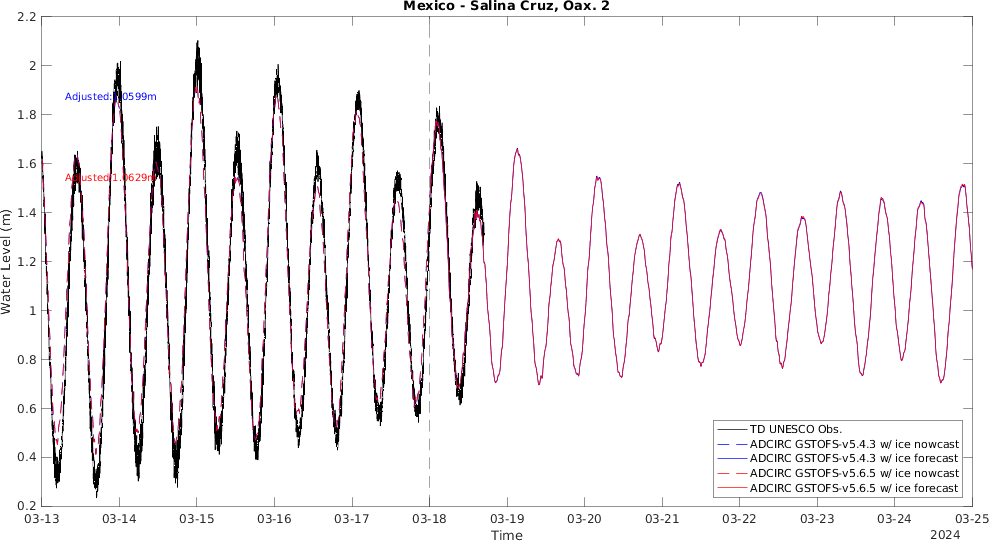 Mexico - Salina Cruz, Oax. 2
2.2
2
1.8
1.6
1.4
1.2
1
0.8
0.6
0.4
0.2
Water Level (m)
Adjusted: 0599m
Adjusted 1.0629m
TD UNESCO Obs.
ADCIRC GSTOFS-v5.4.3 w/ ice nowcast
ADCIRC GSTOFS-v5.4.3 w/ ice forecast
ADCIRC GSTOFS-v5.6.5 w/ ice nowcast
ADCIRC GSTOFS-v5.6.5 w/ ice forecast
03-13 03-14 03-15 03-16 03-17 03-18 03-19 03-20 03-21 03-22 03-23 03-24 03-25
Time
2024